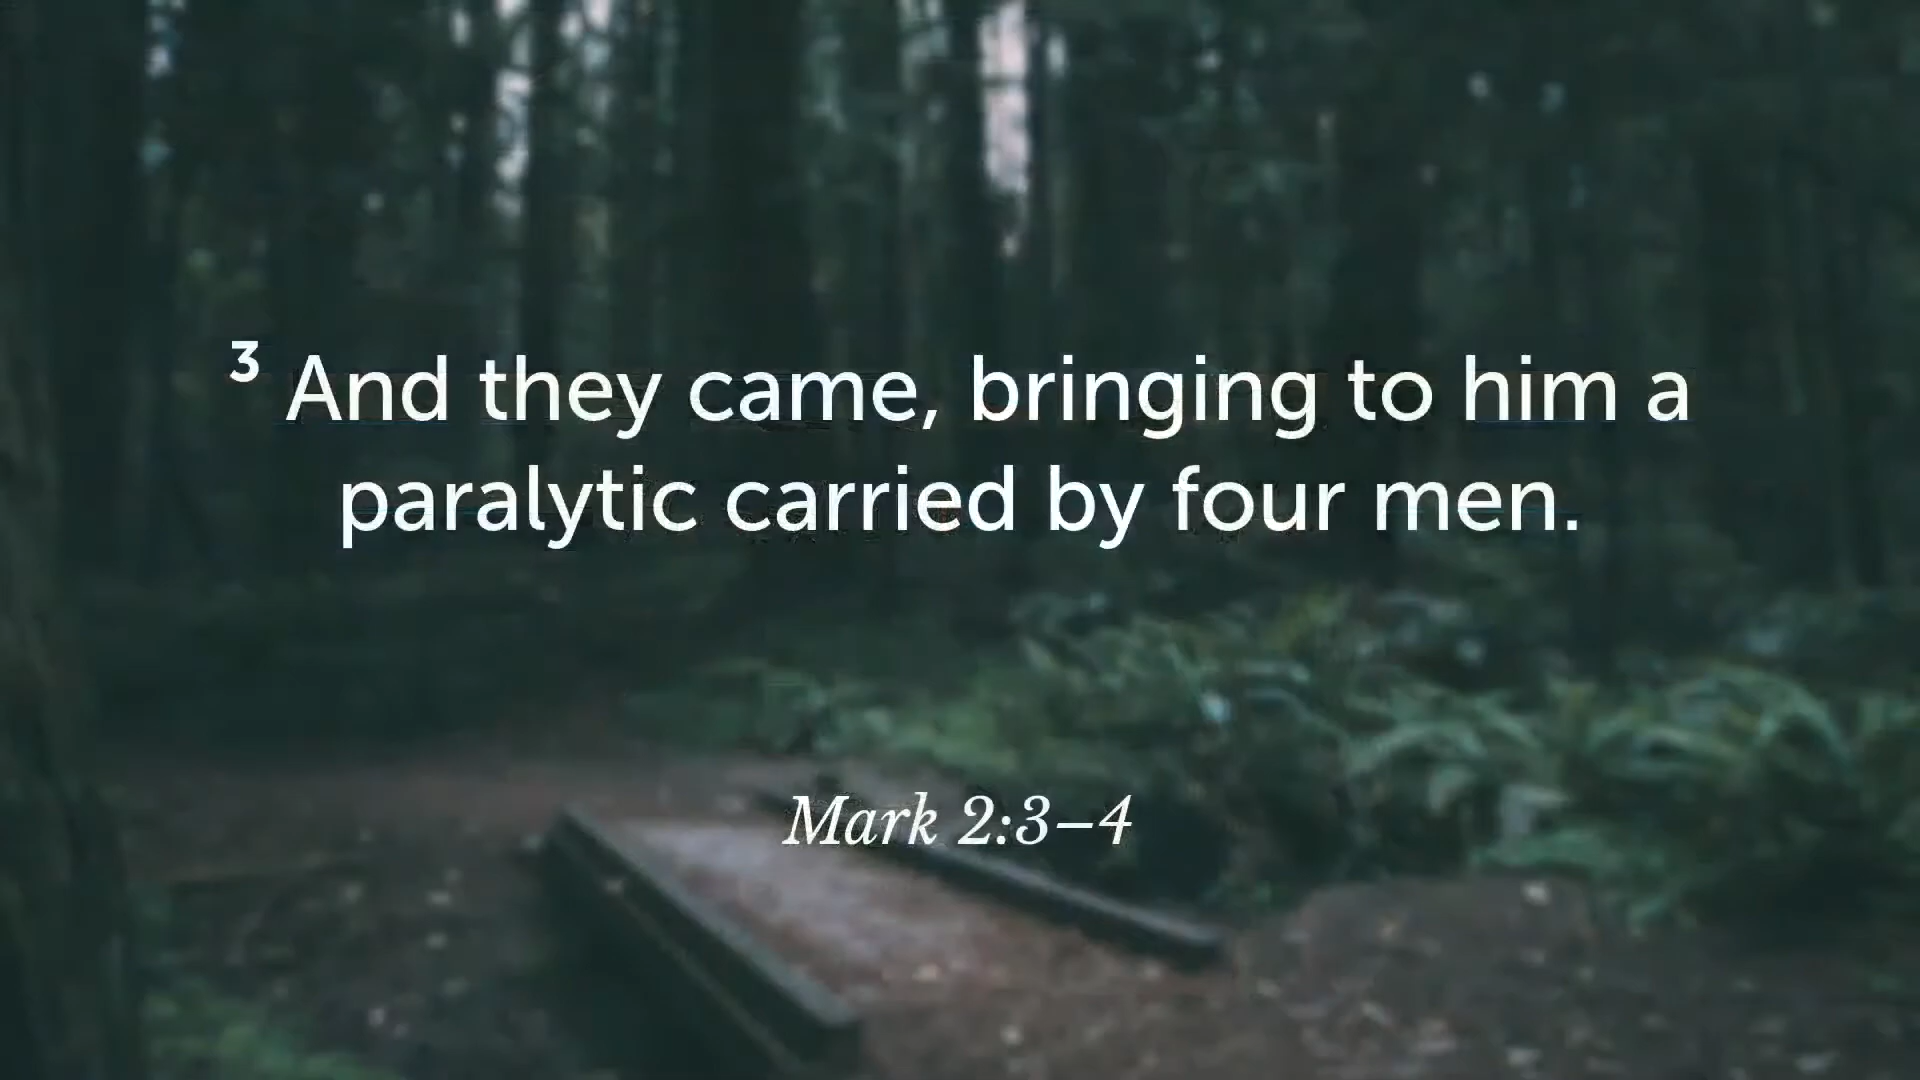 3 And they came, bringing to him a
paralytic carried by four men.
Mark 2:3–4